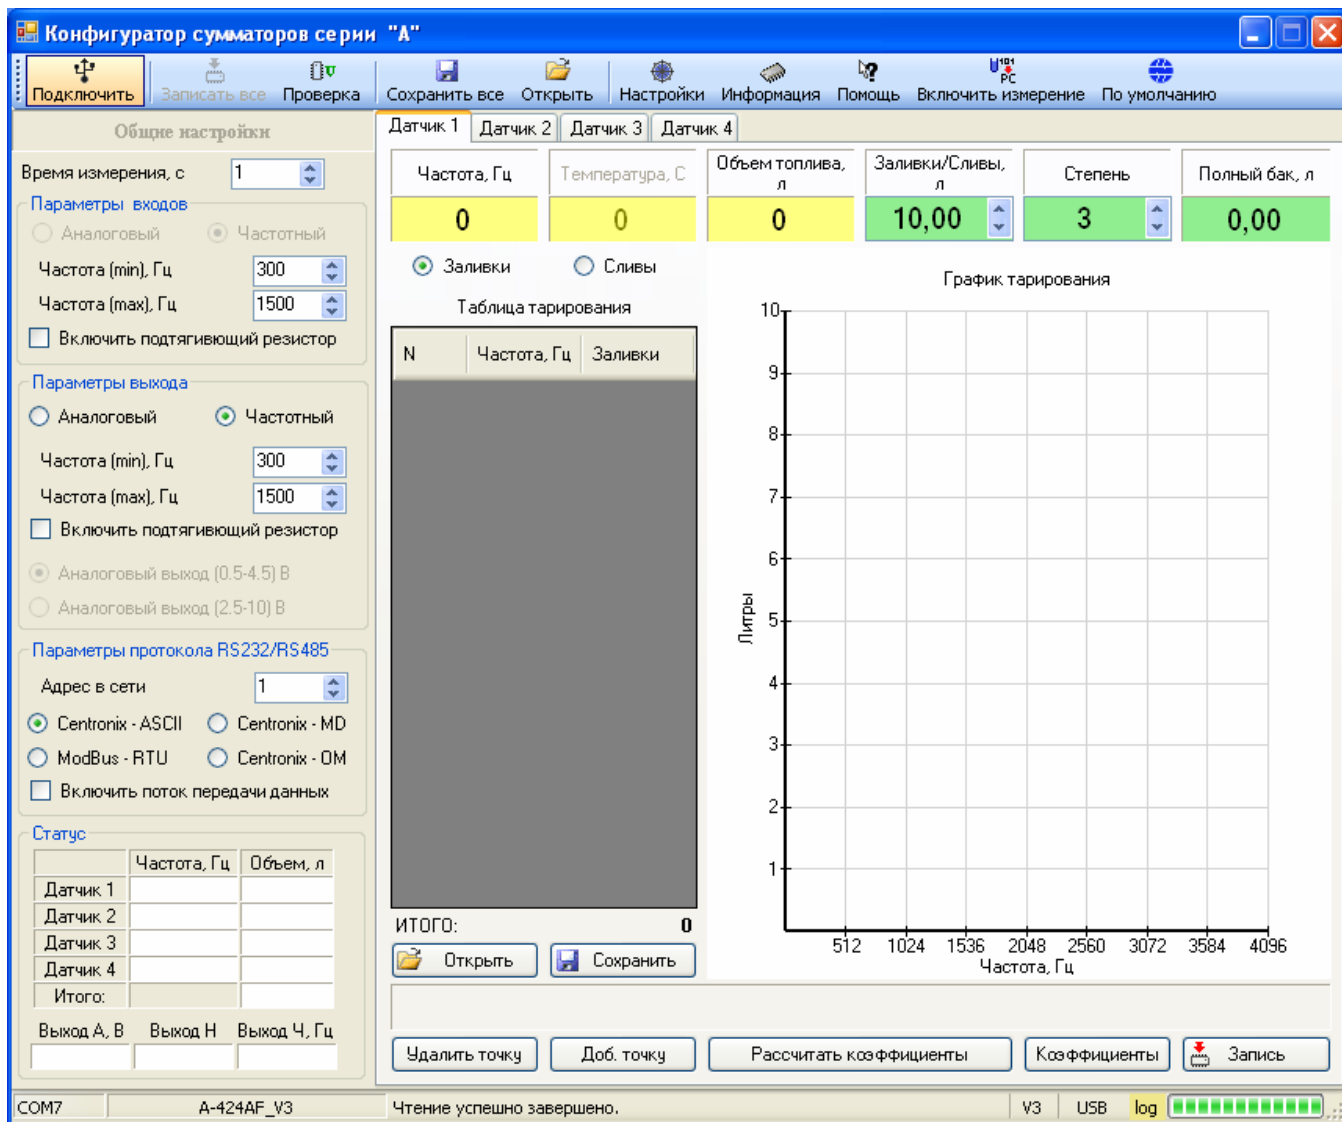 Конфигуратор сумматоров серии "А"
Подключить Записать все Проверка Сохранить все Открыть Настройки Информация Помощь Включить измерение По умолчанию
Общие настройки
Время измерения, с 1
Параметры входов
Аналоговый Частотный
Частота (min), Гц 300
Частота (max), Гц 1500
Включить подтягивющий резистор
Параметры выхода
Аналоговый Частотный
Частота (min), Гц 300
Частота (max), Гц 1500
Включить подтягивющий резистор
Аналоговый выход (0.5-4.5) В
Аналоговый выход (2.5-10) В
Параметры протокола RS232/RS485
Адрес в сети 1
Centronix - ASCII Centronix - MD
ModBus - RTU Centronix - OM
Включить поток передачи данных
Статус
Частота, Гц Объем, л
Датчик 1
Датчик 2
Датчик 3
Датчик 4
Итого:
Выход А, В Выход Н Выход Ч, Гц
Датчик 1 Датчик 2 Датчик 3 Датчик 4
Частота, Гц Температура, С Объем топлива, л Заливки/Сливы, л Степень Полный бак, л
0 0 0 10,00 3 0,00
Заливки Сливы
Таблица тарирования
N Частота, Гц Заливки
ИТОГО: 0
Открыть Сохранить
График тарирования
10
9
8
7
6
5
4
3
2
1
Литры
512 1024 1536 2048 2560 3072 3584 4096
Частота, Гц
Удалить точку Доб. точку Рассчитать коэффициенты Коэффициенты Запись
COM7 A-424AF_V3 Чтение успешно завершено. V3 USB log